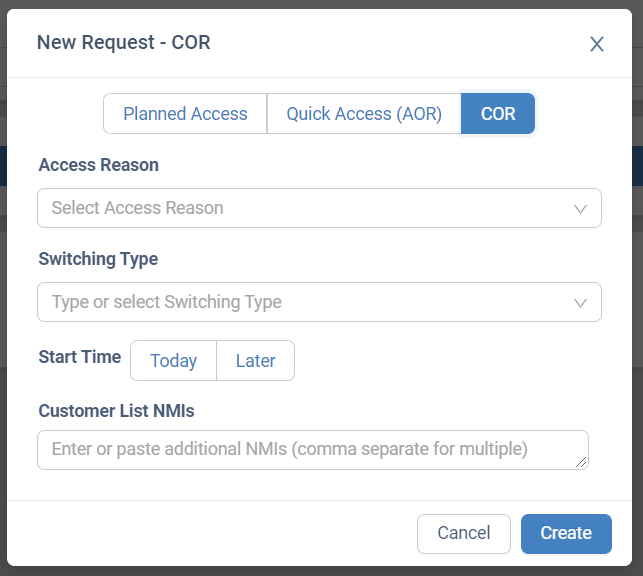 New Request - COR
Planned Access
Quick Access (AOR)
COR
Access Reason
Select Access Reason
Switching Type
Type or select Switching Type
Start Time
Today
Later
Customer List NMIs
Enter or paste additional NMIs (comma separate for multiple)
Cancel
Create